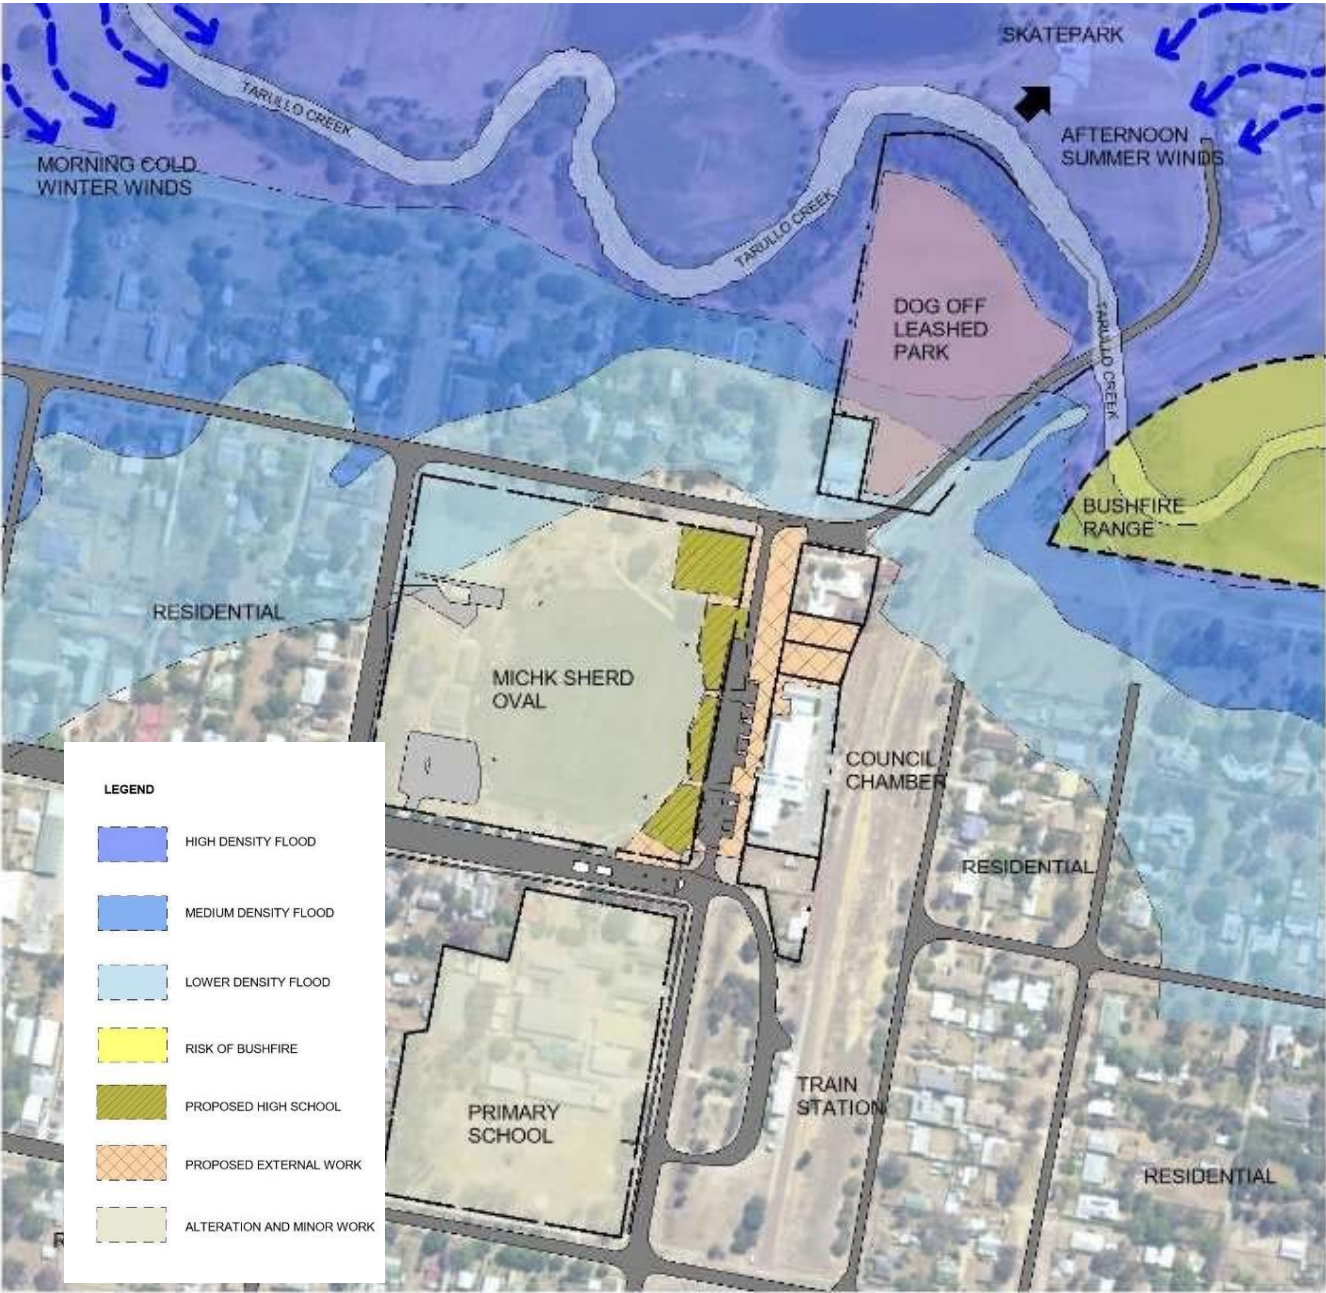 SKATEPARK
TARULLO CREEK
AFTERNOON
SUMMER WINDS
MORNING COLD
WINTER WINDS
TARULLO CREEK
DOG OFF
LEASHED
PARK
TARULLO CREEK
BUSHFIRE
RANGE
RESIDENTIAL
MICHK SHERD
OVAL
COUNCIL
CHAMBER
RESIDENTIAL
LEGEND
HIGH DENSITY FLOOD
MEDIUM DENSITY FLOOD
LOWER DENSITY FLOOD
RISK OF BUSHFIRE
PROPOSED HIGH SCHOOL
PROPOSED EXTERNAL WORK
ALTERATION AND MINOR WORK
PRIMARY
SCHOOL
TRAIN
STATION
RESIDENTIAL